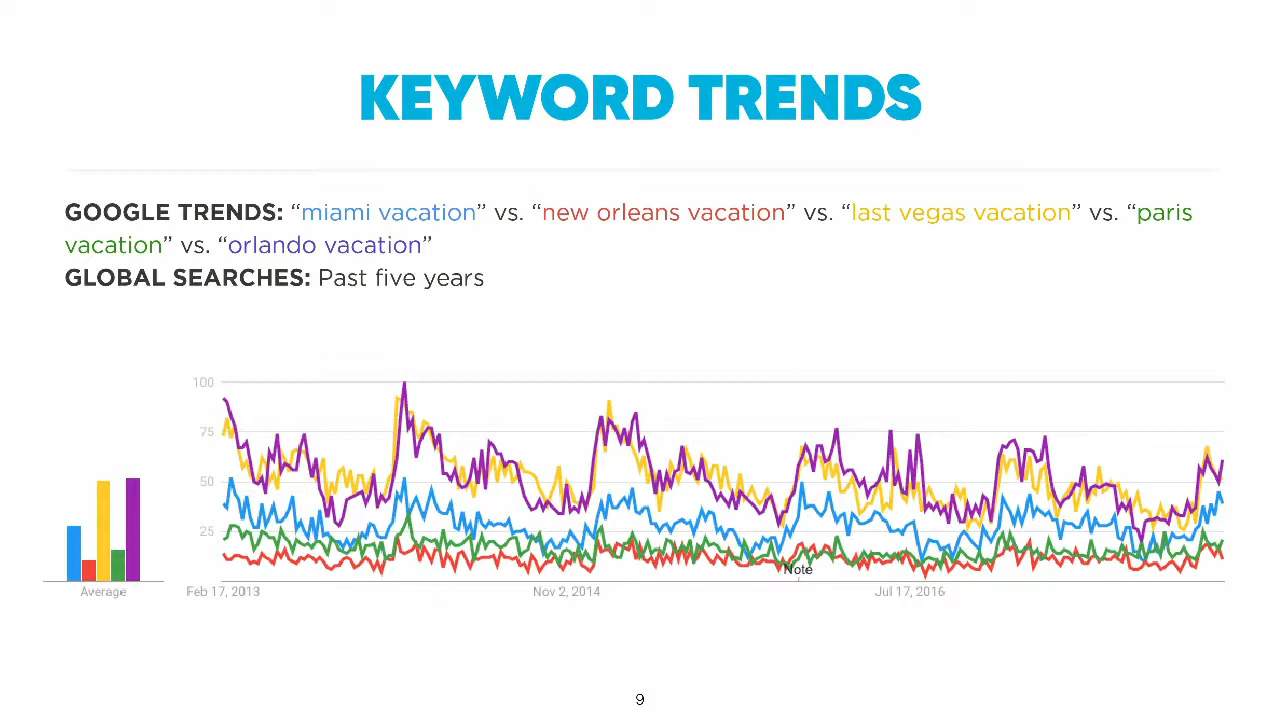 KEYWORD TRENDS
GOOGLE TRENDS: “miami vacation” vs. “new orleans vacation” vs. “last vegas vacation” vs. “paris
vacation” vs. “orlando vacation”
GLOBAL SEARCHES: Past five years
100
75
50
25
Note
Average
Feb 17, 2013
Nov 2, 2014
Jul 17, 2016
9